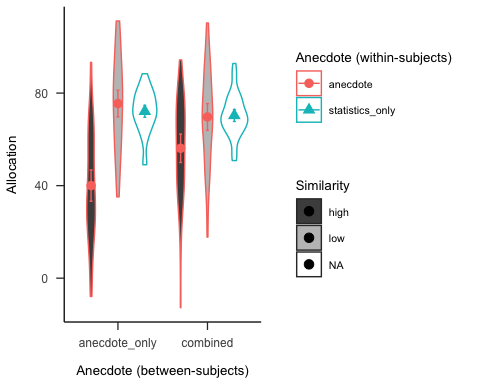 Allocation
80
40
0
anecdote_only
combined
Anecdote (between-subjects)
Anecdote (within-subjects)
anecdote
statistics_only
Similarity
high
low
NA